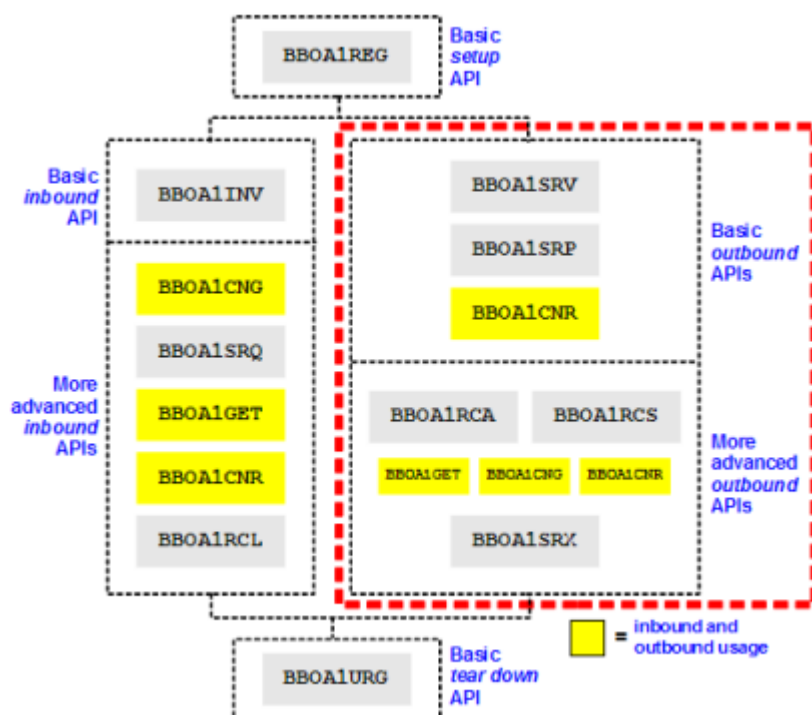 BBOA1REG
Basic
setup
API
Basic
inbound
API
BBOA1INV
BBOA1SRV
BBOA1SRP
BBOA1CNR
Basic
outbound
APIs
More
advanced
inbound
APIs
BBOA1CNG
BBOA1SRQ
BBOA1GET
BBOA1CNR
BBOA1RCL
BBOA1RCA
BBOA1RCS
BBOA1GET
BBOA1CNG
BBOA1CNR
BBOA1SRX
More
advanced
outbound
APIs
BBOA1URG
Basic
tear down
API
= inbound and
outbound usage